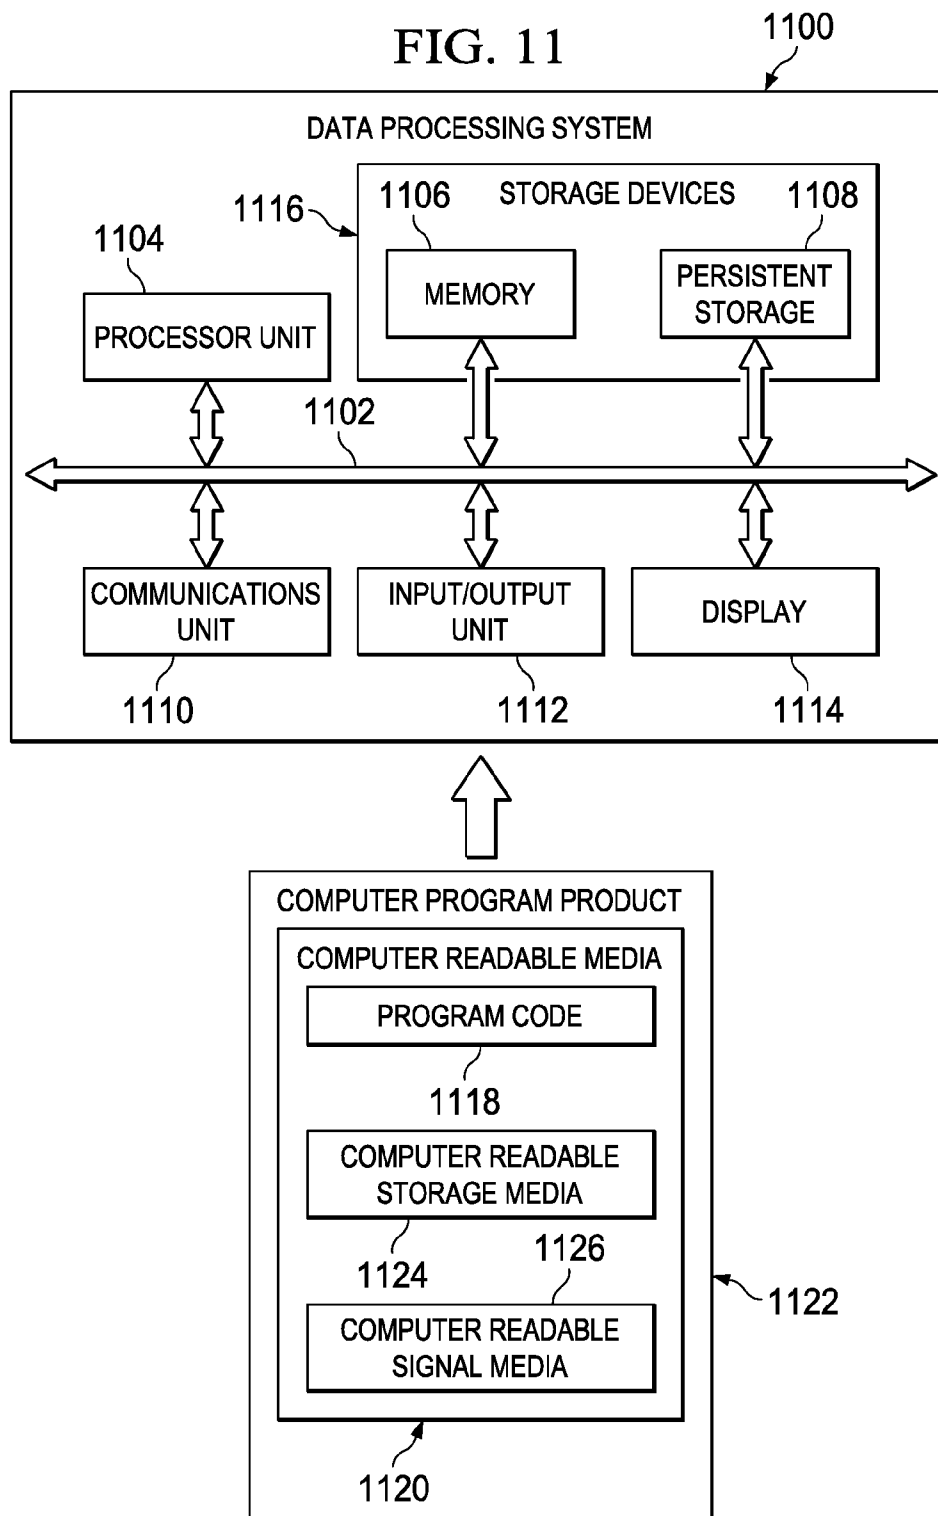 FIG. 11
1100
DATA PROCESSING SYSTEM
STORAGE DEVICES
1116
1106
1108
1104
MEMORY
PERSISTENT
STORAGE
PROCESSOR UNIT
1102
COMMUNICATIONS
UNIT
INPUT/OUTPUT
UNIT
DISPLAY
1110
1112
1114
COMPUTER PROGRAM PRODUCT
COMPUTER READABLE MEDIA
PROGRAM CODE
1118
COMPUTER READABLE
STORAGE MEDIA
1124
1126
COMPUTER READABLE
SIGNAL MEDIA
1122
1120